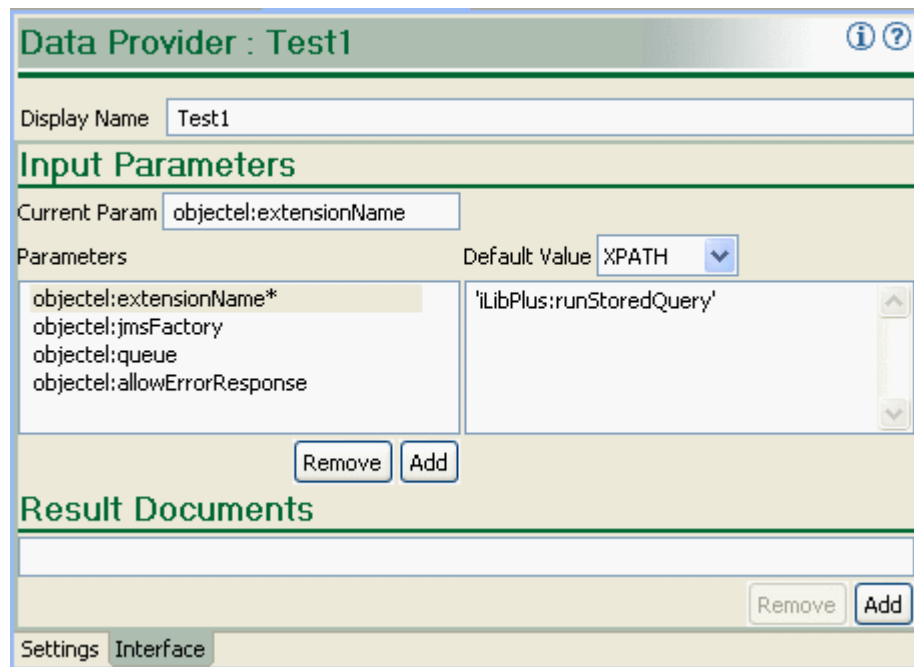 Data Provider : Test1
Display Name Test1
Input Parameters
Current Param objectel:extensionName
Parameters
Default Value XPATH
objectel:extensionName*
objectel:jmsFactory
objectel:queue
objectel:allowErrorResponse
'iLibPlus:runStoredQuery'
Remove Add
Result Documents
Remove Add
Settings Interface